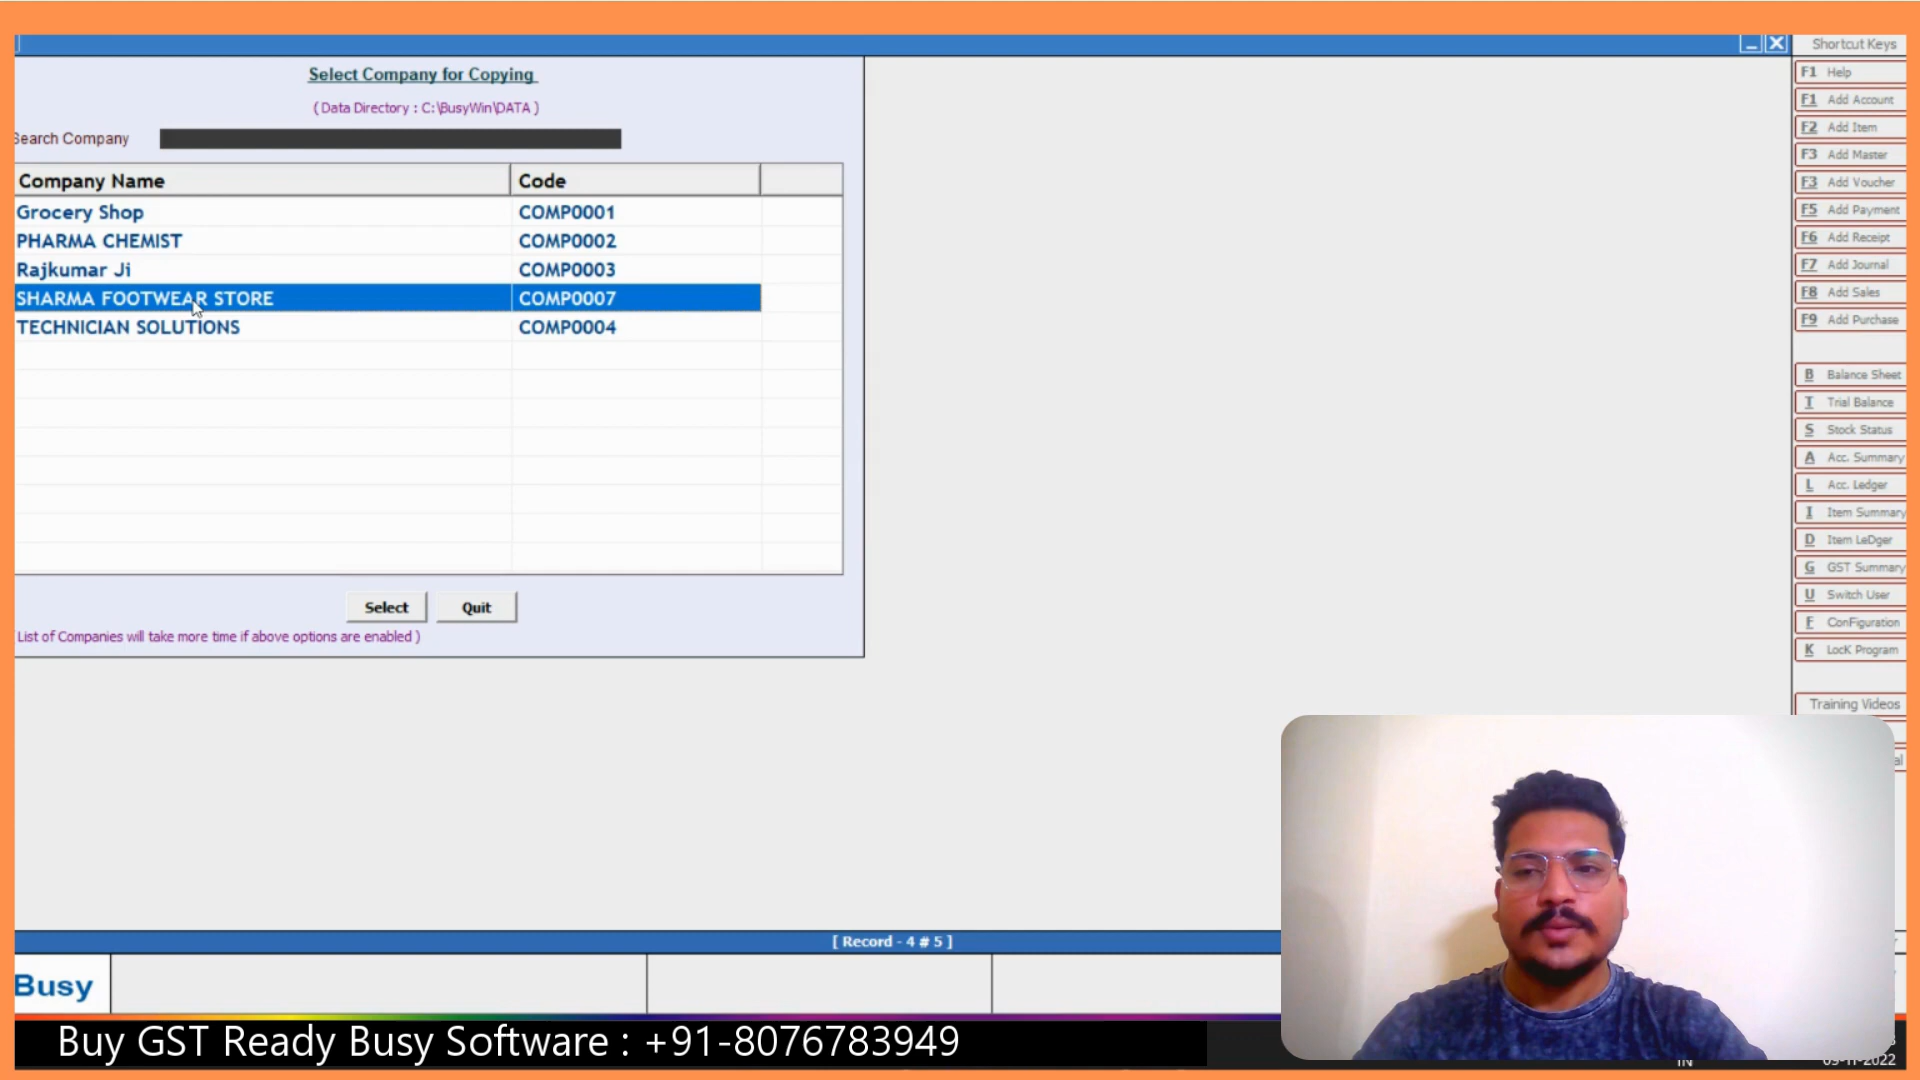 Shortcut Keys
Select Company for Copying
( Data Directory : C:\BusyWin\DATA )
Search Company
Company Name Code
Grocery Shop COMP0001
PHARMA CHEMIST COMP0002
Rajkumar Ji COMP0003
SHARMA FOOTWEAR STORE COMP0007
TECHNICIAN SOLUTIONS COMP0004
Select Quit
List of Companies will take more time if above options are enabled )
F1 Help
F1 Add Account
F2 Add Item
F3 Add Master
F3 Add Voucher
F5 Add Payment
F6 Add Receipt
F7 Add Journal
F8 Add Sales
F9 Add Purchase
B Balance Sheet
T Trial Balance
S Stock Status
A Acc. Summary
L Acc. Ledger
I Item Summary
D Item LeDger
G GST Summary
U Switch User
F ConFiguration
K LocK Program
Training Videos
[ Record - 4 # 5 ]
Busy
Buy GST Ready Busy Software : +91-8076783949